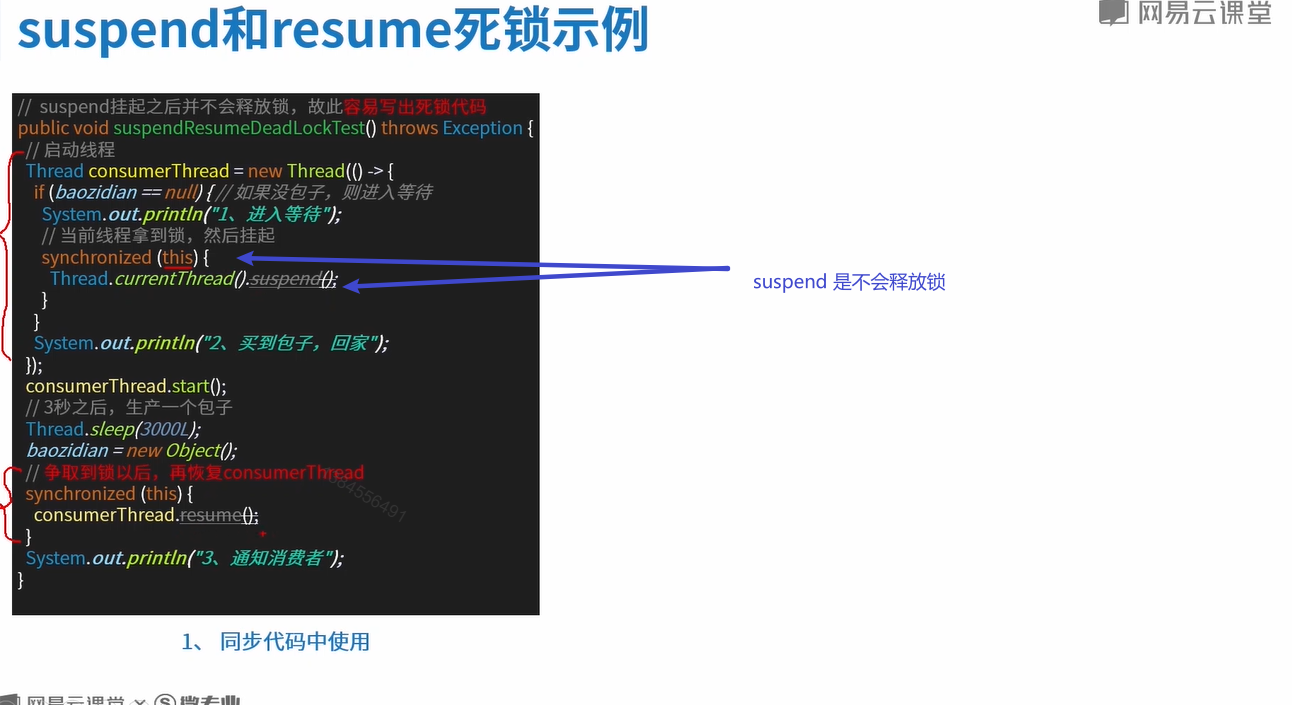 suspend和resume死锁示例
网易云课堂
// suspend挂起之后并不会释放锁，故此容易写出死锁代码
public void suspendResumeDeadLockTest() throws Exception {
// 启动线程
Thread consumerThread = new Thread(() -> {
if (baozidian == null) { // 如果没包子，则进入等待
System.out.println("1、进入等待");
// 当前线程拿到锁，然后挂起
synchronized (this) {
Thread.currentThread().suspend();
}
}
System.out.println("2、买到包子，回家");
});
consumerThread.start();
// 3秒之后，生产一个包子
Thread.sleep(3000L);
baozidian = new Object();
// 争取到锁以后，再恢复consumerThread
synchronized (this) {
consumerThread.resume();
}
System.out.println("3、通知消费者");
}
suspend 是不会释放锁
1、 同步代码中使用
网易云课堂 × S 微专业